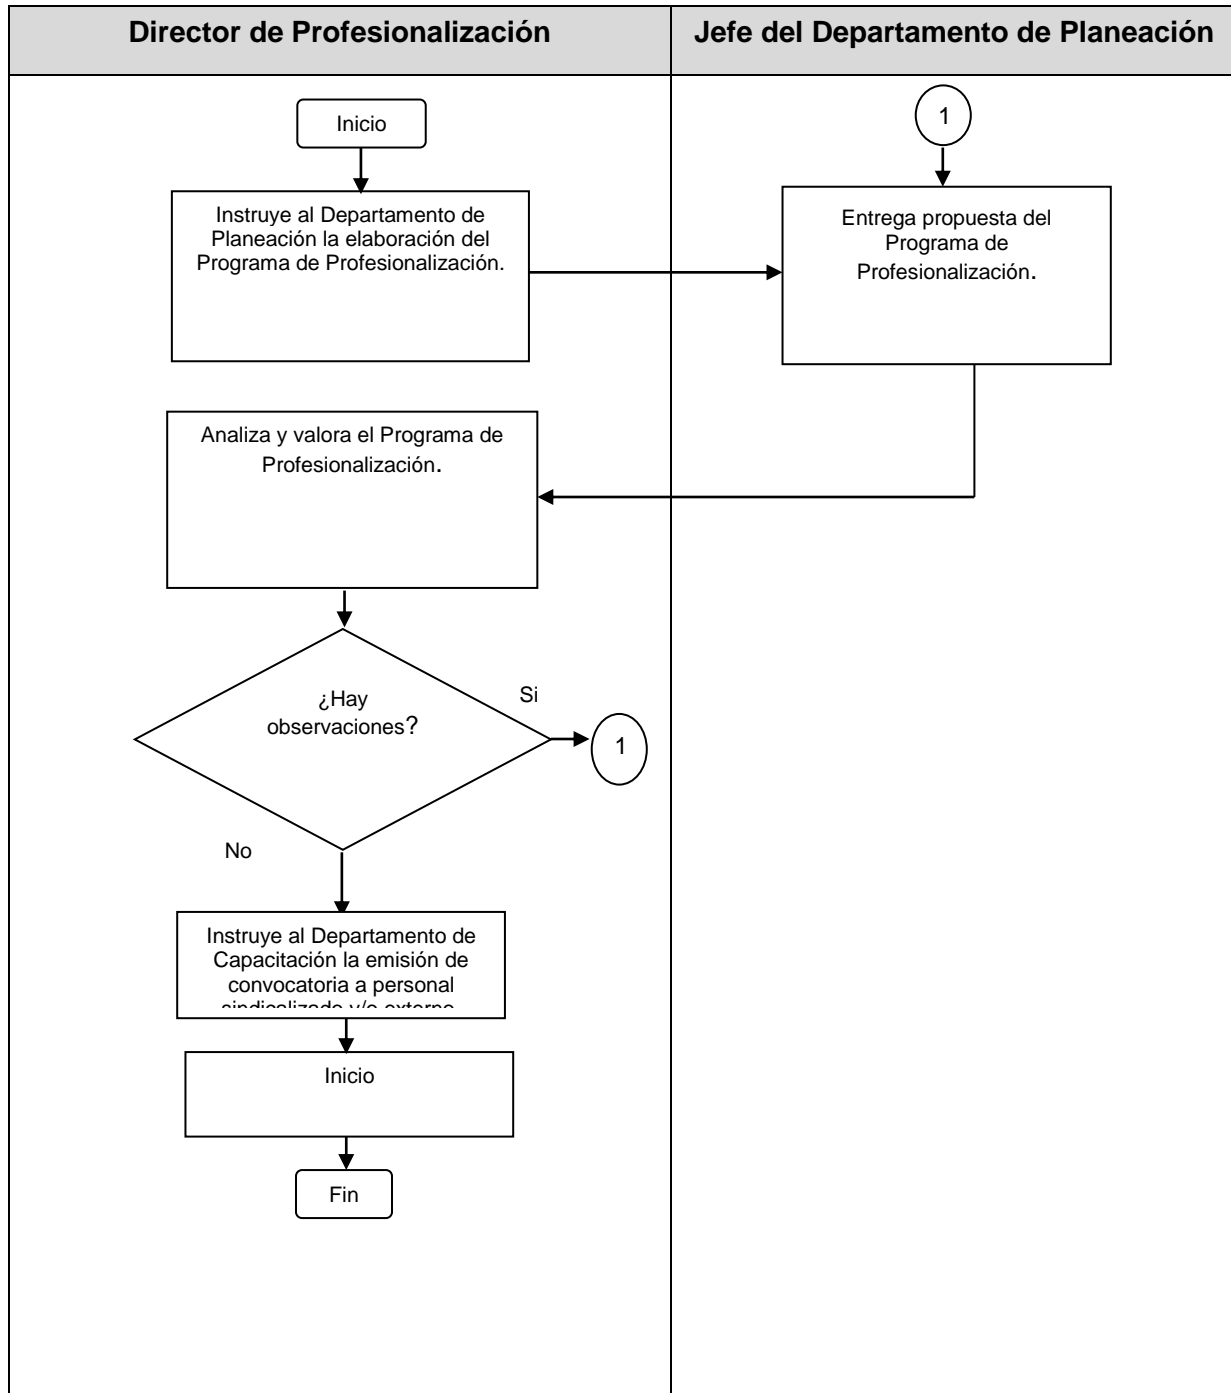 Director de Profesionalización
Jefe del Departamento de Planeación
Inicio
1
Instruye al Departamento de
Planeación la elaboración del
Programa de Profesionalización.
Entrega propuesta del
Programa de
Profesionalización.
Analiza y valora el Programa de
Profesionalización.
¿Hay
observaciones?
Si
1
No
Instruye al Departamento de
Capacitación la emisión de
convocatoria a personal
sindicalizado y/o externo
Inicio
Fin